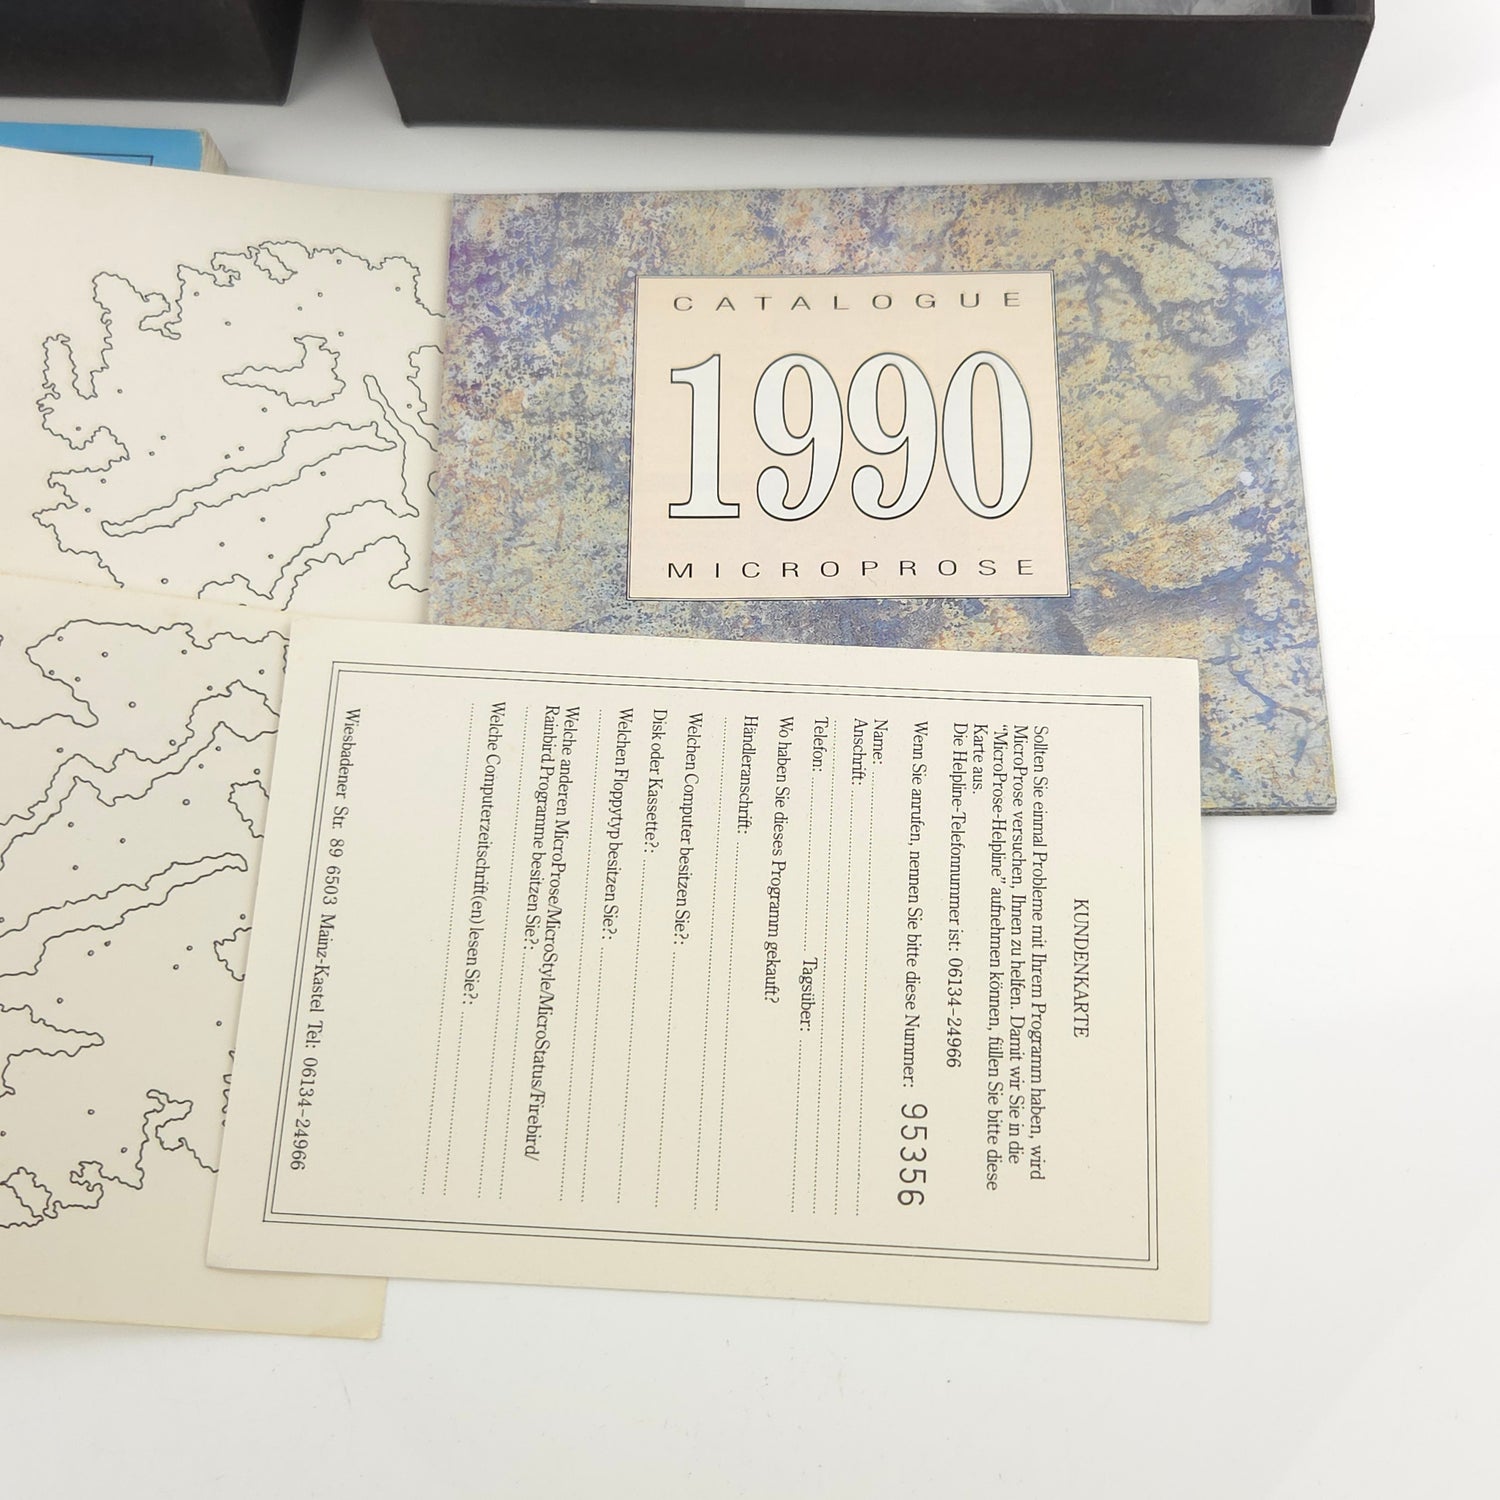 CATALOGUE
1990
MICROPROSE
KUNDENKARTE
Sollten Sie einmal Probleme mit Ihrem Programm haben, wird
MicroProse versuchen, Ihnen zu helfen. Damit wir Sie in die
“MicroProse-Helpline” aufnehmen können, füllen Sie bitte diese
Karte aus.
Die Helpline-Telefonnummer ist: 06134-24966
Wenn Sie anrufen, nennen Sie bitte diese Nummer: 95356
Name:
Anschrift:
Telefon: Tagsüber:
Wo haben Sie dieses Programm gekauft?
Händleranschrift:
Welchen Computer besitzen Sie?:
Disk oder Kassette?:
Welchen Floppytyp besitzen Sie?:
Welche anderen MicroProse/MicroStyle/MicroStatus/Firebird/
Rainbird Programme besitzen Sie?:
Welche Computerzeitschrift(en) lesen Sie?:
Wiesbadener Str. 89 6503 Mainz-Kastel Tel: 06134-24966